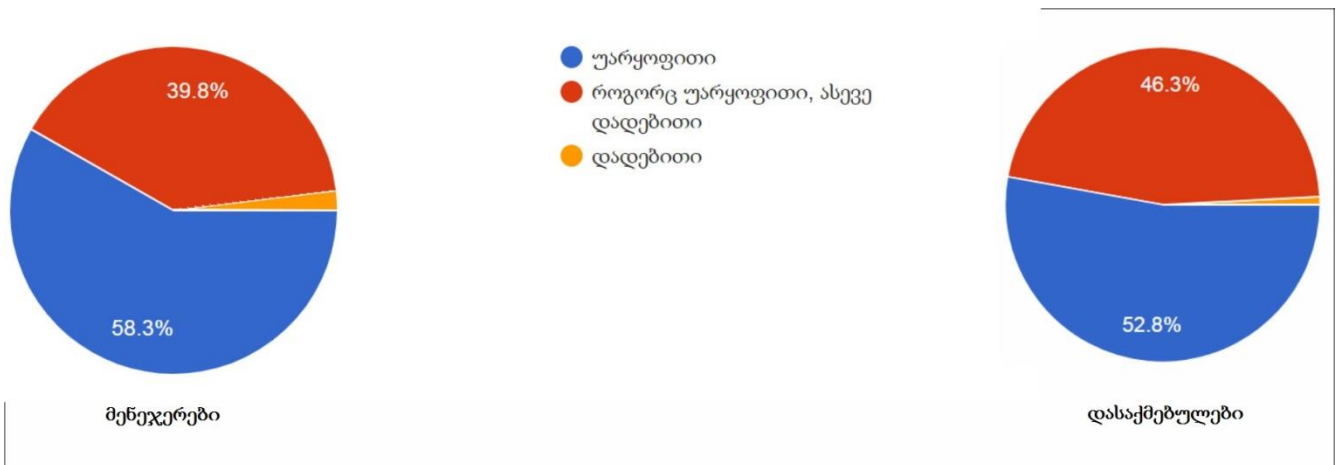 39.8%
58.3%
უარყოფითი
როგორც უარყოფითი, ასევე
დადებითი
დადებითი
46.3%
52.8%
მენეჯერები
დასაქმებულები